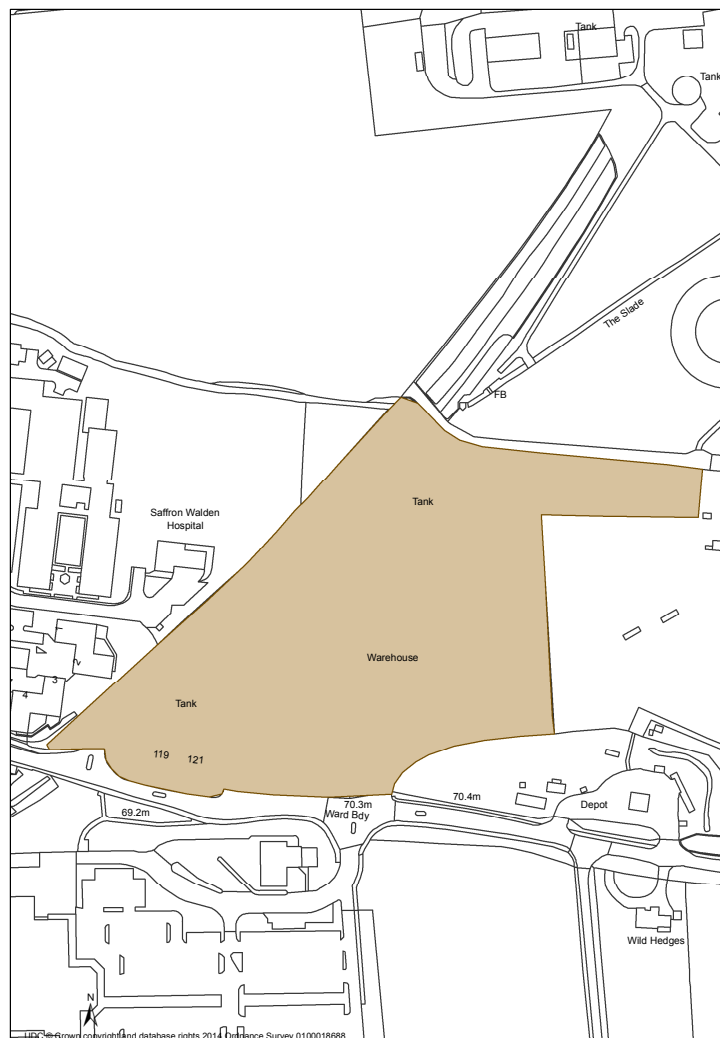 Tank
Tank
The Slade
FB
Tank
Saffron Walden
Hospital
Warehouse
2
3
4
Tank
119
121
69.2m
70.3m
Ward Bdy
70.4m
Depot
Wild Hedges
N
UDC © Crown copyright and database rights 2014 Ordnance Survey 0100018688